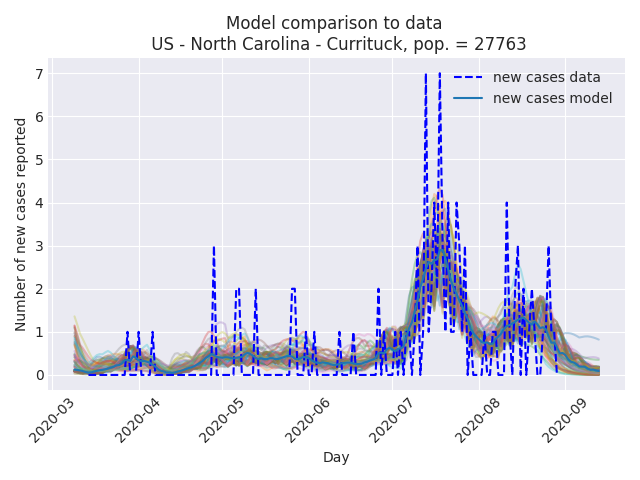 Model comparison to data
US - North Carolina - Currituck, pop. = 27763
new cases data
new cases model
Number of new cases reported
7
6
5
4
3
2
1
0
2020-03
2020-04
2020-05
2020-06
2020-07
2020-08
2020-09
Day